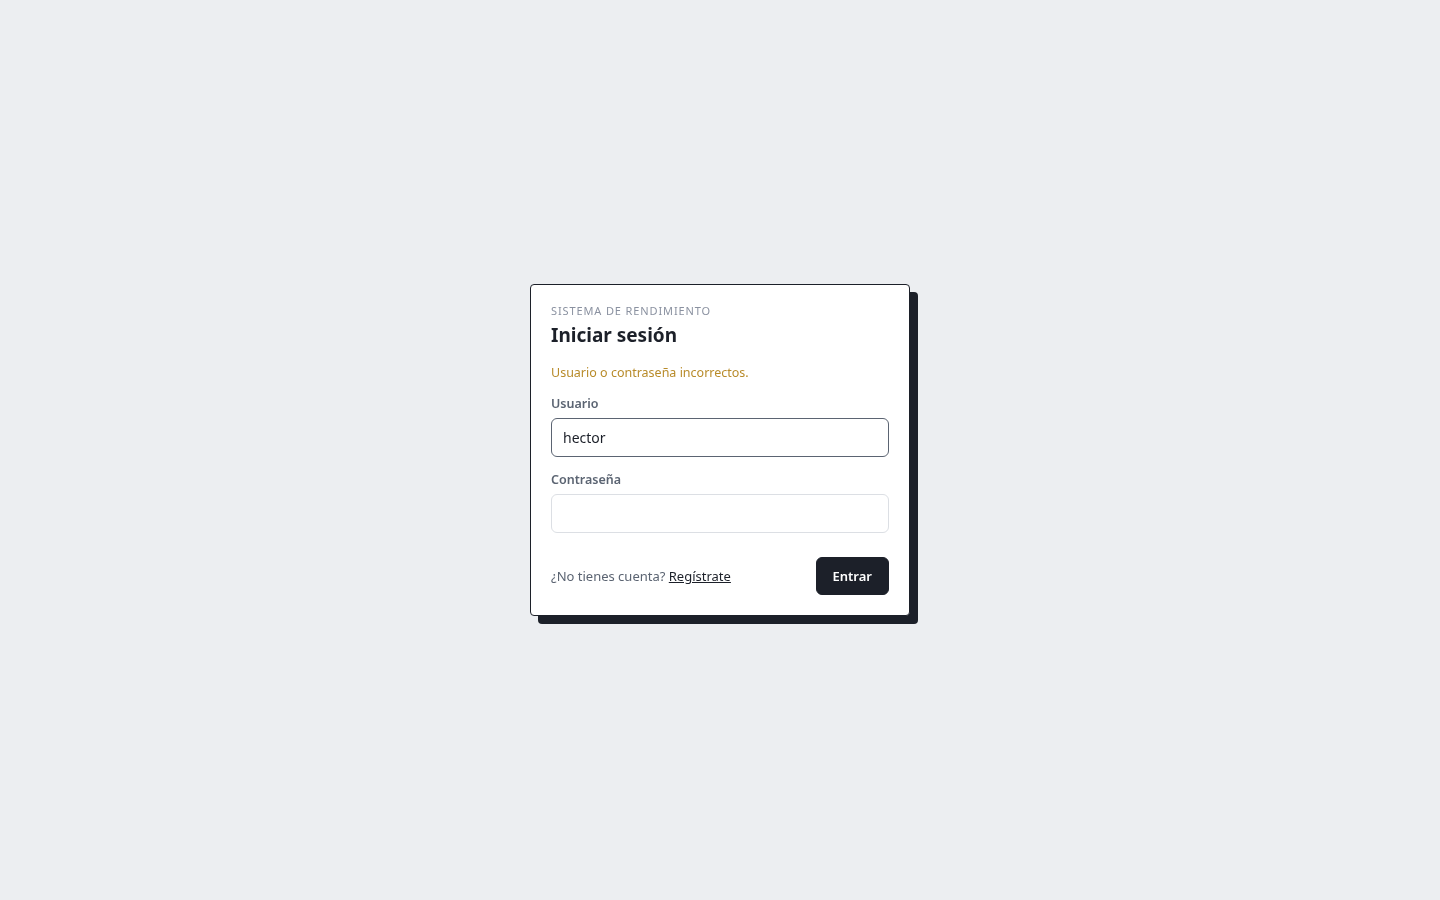 SISTEMA DE RENDIMIENTO
Iniciar sesión
Usuario o contraseña incorrectos.
Usuario
hector
Contraseña
¿No tienes cuenta? Regístrate
Entrar